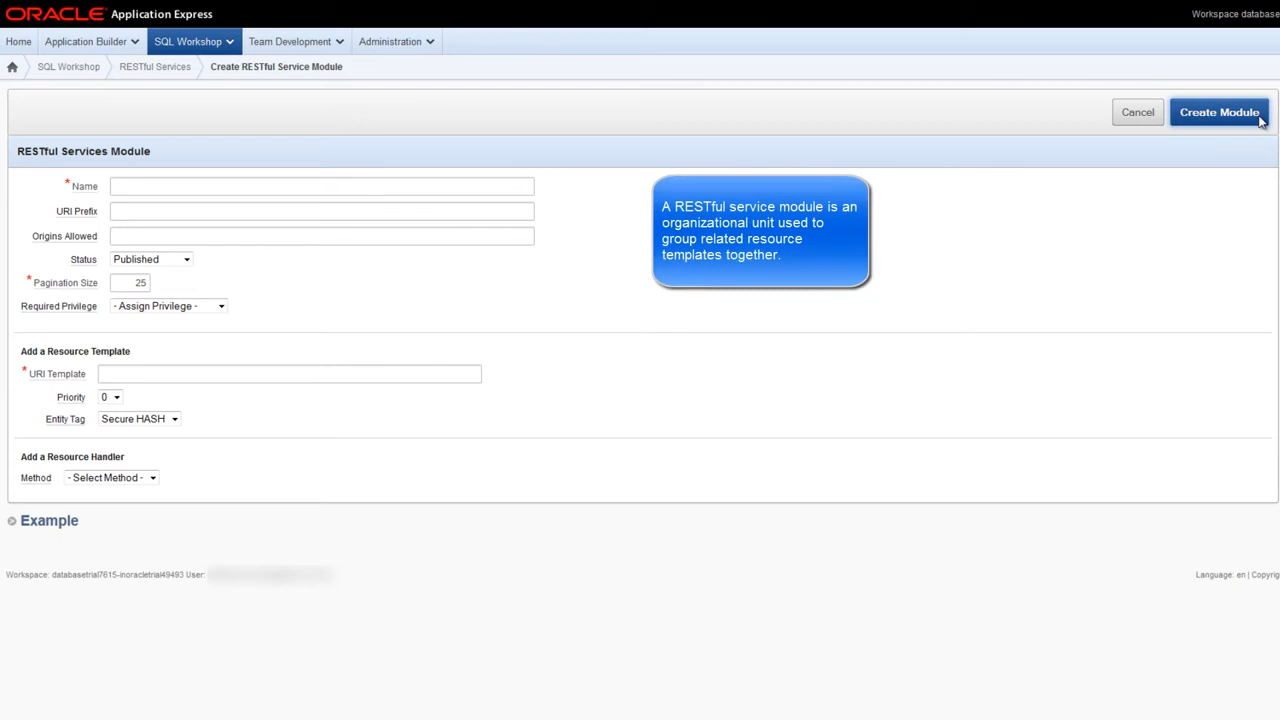 ORACLE Application Express
Workspace database
Home Application Builder SQL Workshop Team Development Administration
SQL Workshop RESTful Services Create RESTful Service Module
Cancel Create Module
RESTful Services Module
* Name
URI Prefix
Origins Allowed
Status Published
* Pagination Size 25
Required Privilege - Assign Privilege -
A RESTful service module is an
organizational unit used to
group related resource
templates together.
Add a Resource Template
* URI Template
Priority 0
Entity Tag Secure HASH
Add a Resource Handler
Method - Select Method -
Example
Workspace: databasetrial7615-inoracletrial49493 User:
Language: en | Copyrig